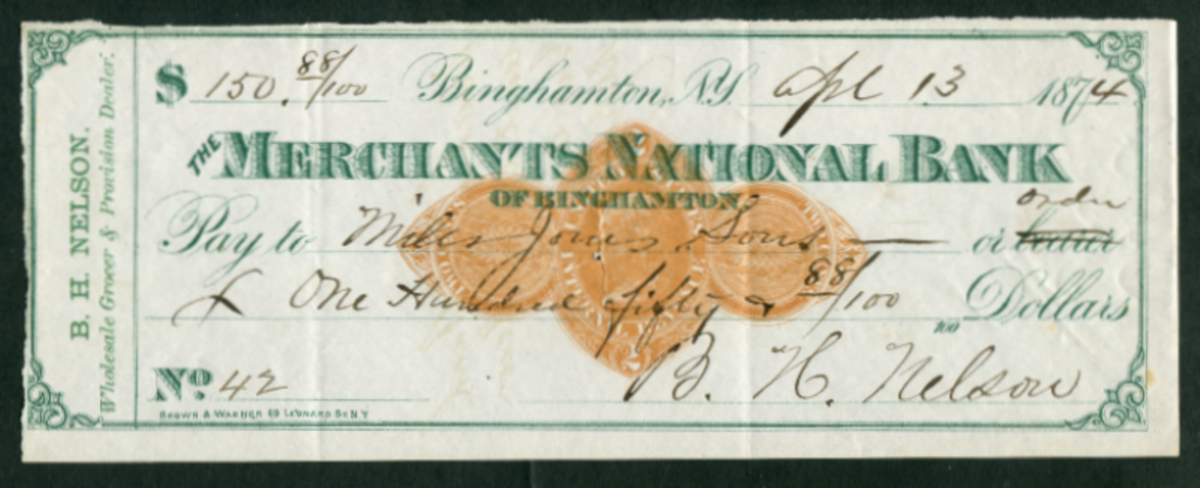 B. H. NELSON.
Wholesale Grocer & Provision Dealer,
$ 150. 88/100 Binghamton, N.Y. Apl 13 1874
THE MERCHANTS NATIONAL BANK
OF BINGHAMTON.
order
Pay to Miles Jones Sons or bearer
One Hundred fifty & 88/100
100 Dollars
B. H. Nelson
No. 42
BROWN & WARNER 69 LEONARD ST. N Y